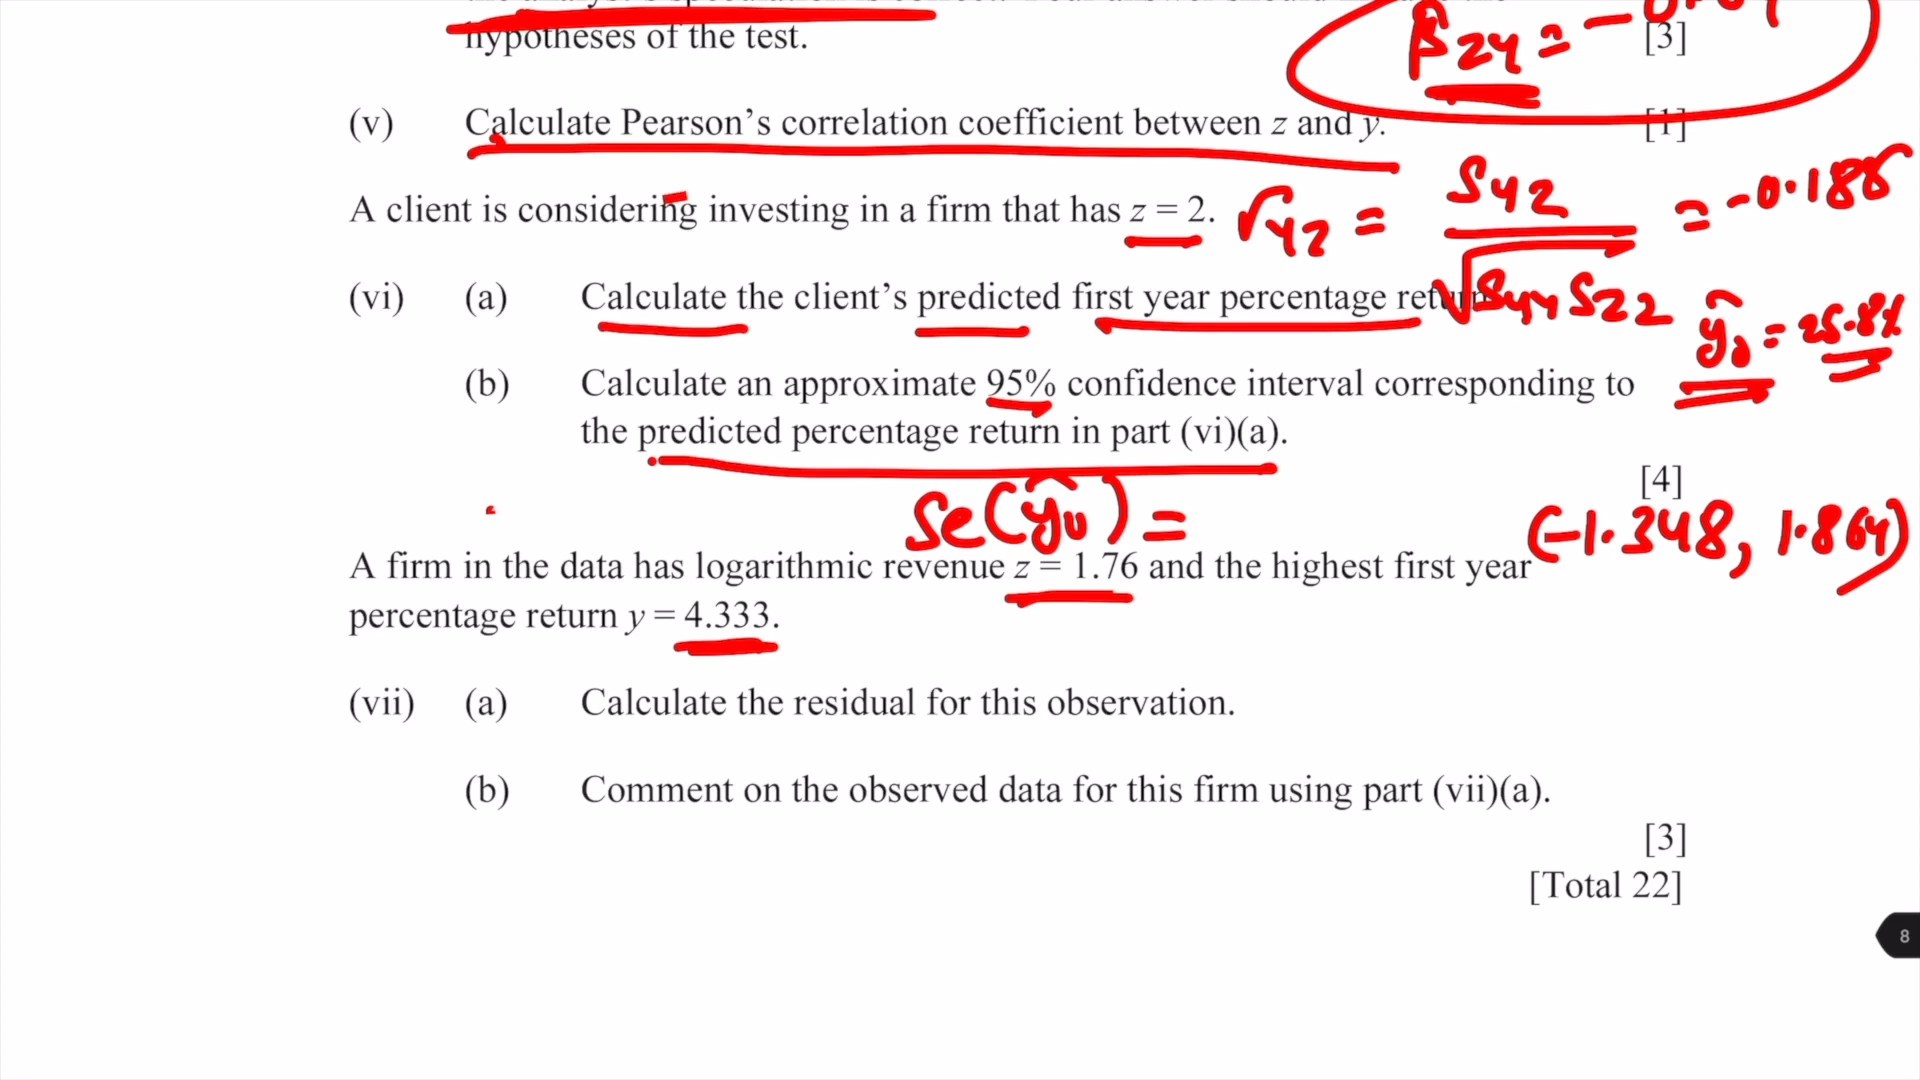 hypotheses of the test.
[3]
β̂zy = -
(v) Calculate Pearson's correlation coefficient between z and y.
[1]
A client is considering investing in a firm that has z = 2.
ryz = Syz / √Syy Szz = -0.188
(vi) (a) Calculate the client's predicted first year percentage return
ŷ0 = 25.8%
(b) Calculate an approximate 95% confidence interval corresponding to
the predicted percentage return in part (vi)(a).
[4]
Se(ŷ0) =
(-1.348, 1.864)
A firm in the data has logarithmic revenue z = 1.76 and the highest first year
percentage return y = 4.333.
(vii) (a) Calculate the residual for this observation.
(b) Comment on the observed data for this firm using part (vii)(a).
[3]
[Total 22]
8